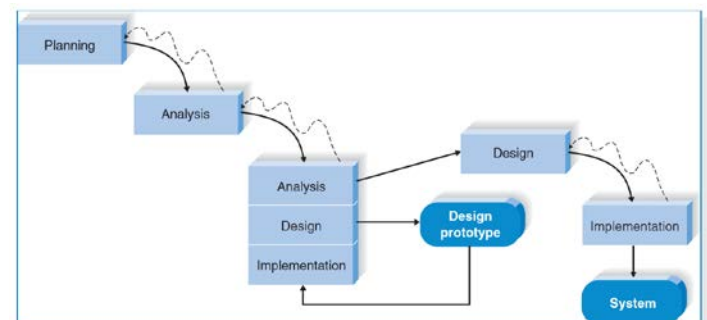 Planning
Analysis
Analysis
Design
Implementation
Design
prototype
Design
Implementation
System